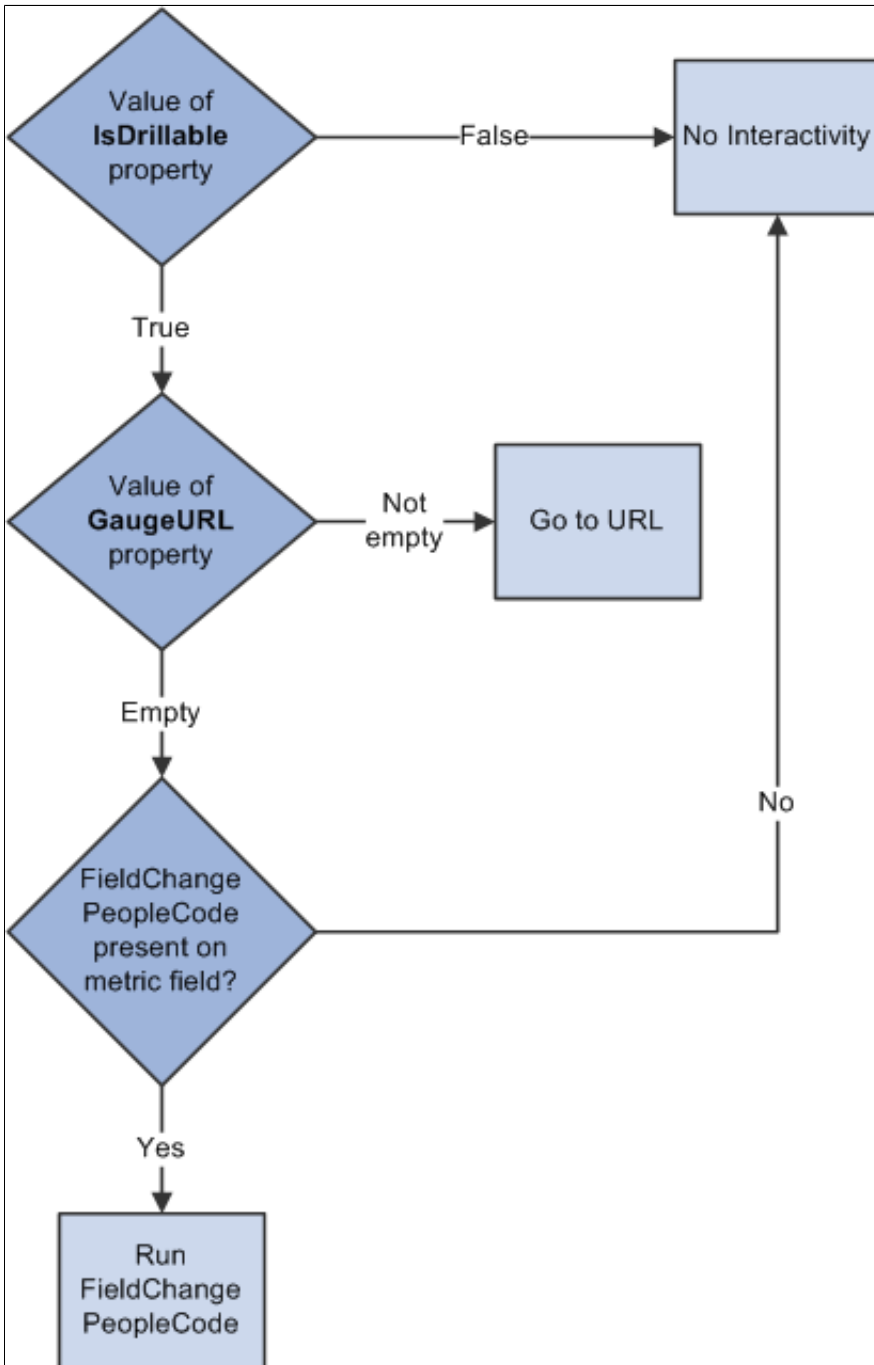 Value of
IsDrillable
property
False
No Interactivity
True
Value of
GaugeURL
property
Not
empty
Go to URL
Empty
No
FieldChange
PeopleCode
present on
metric field?
Yes
Run
FieldChange
PeopleCode